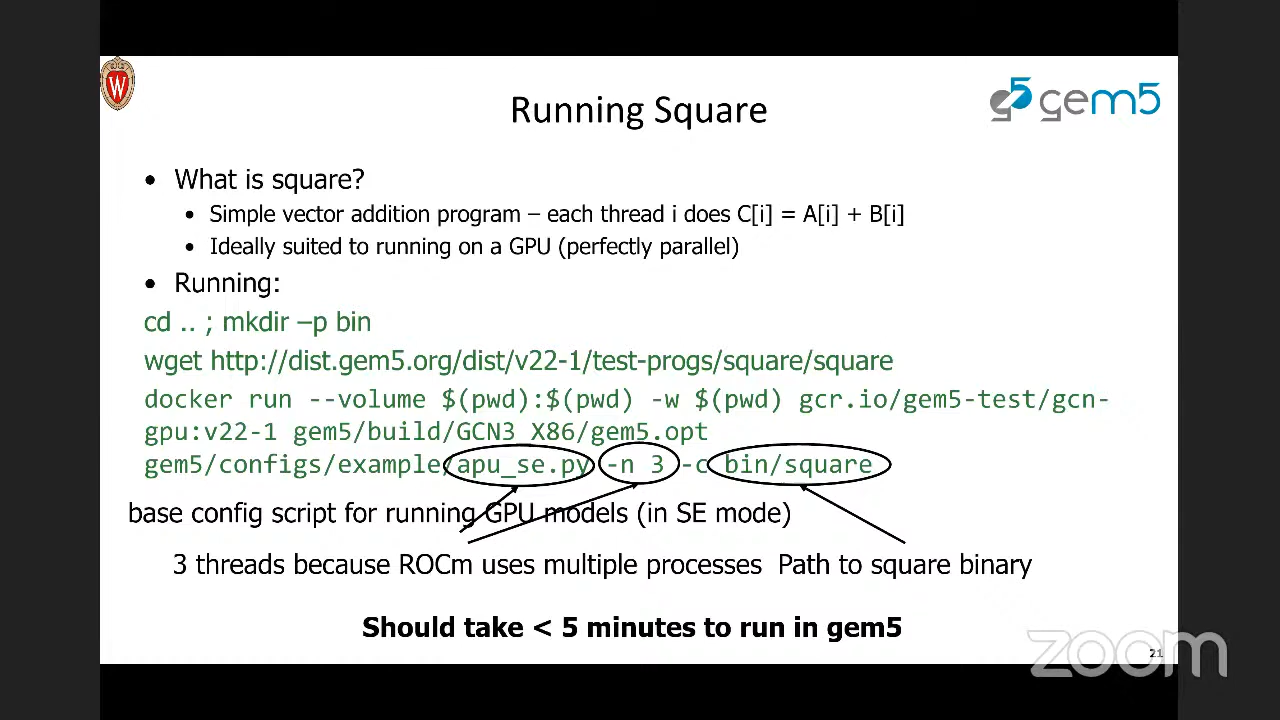 W
gem5
Running Square
• What is square?
• Simple vector addition program – each thread i does C[i] = A[i] + B[i]
• Ideally suited to running on a GPU (perfectly parallel)
• Running:
cd .. ; mkdir –p bin
wget http://dist.gem5.org/dist/v22-1/test-progs/square/square
docker run --volume $(pwd):$(pwd) -w $(pwd) gcr.io/gem5-test/gcn-
gpu:v22-1 gem5/build/GCN3_X86/gem5.opt
gem5/configs/example/apu_se.py -n 3 -c bin/square
base config script for running GPU models (in SE mode)
3 threads because ROCm uses multiple processes Path to square binary
Should take < 5 minutes to run in gem5
21
zoom